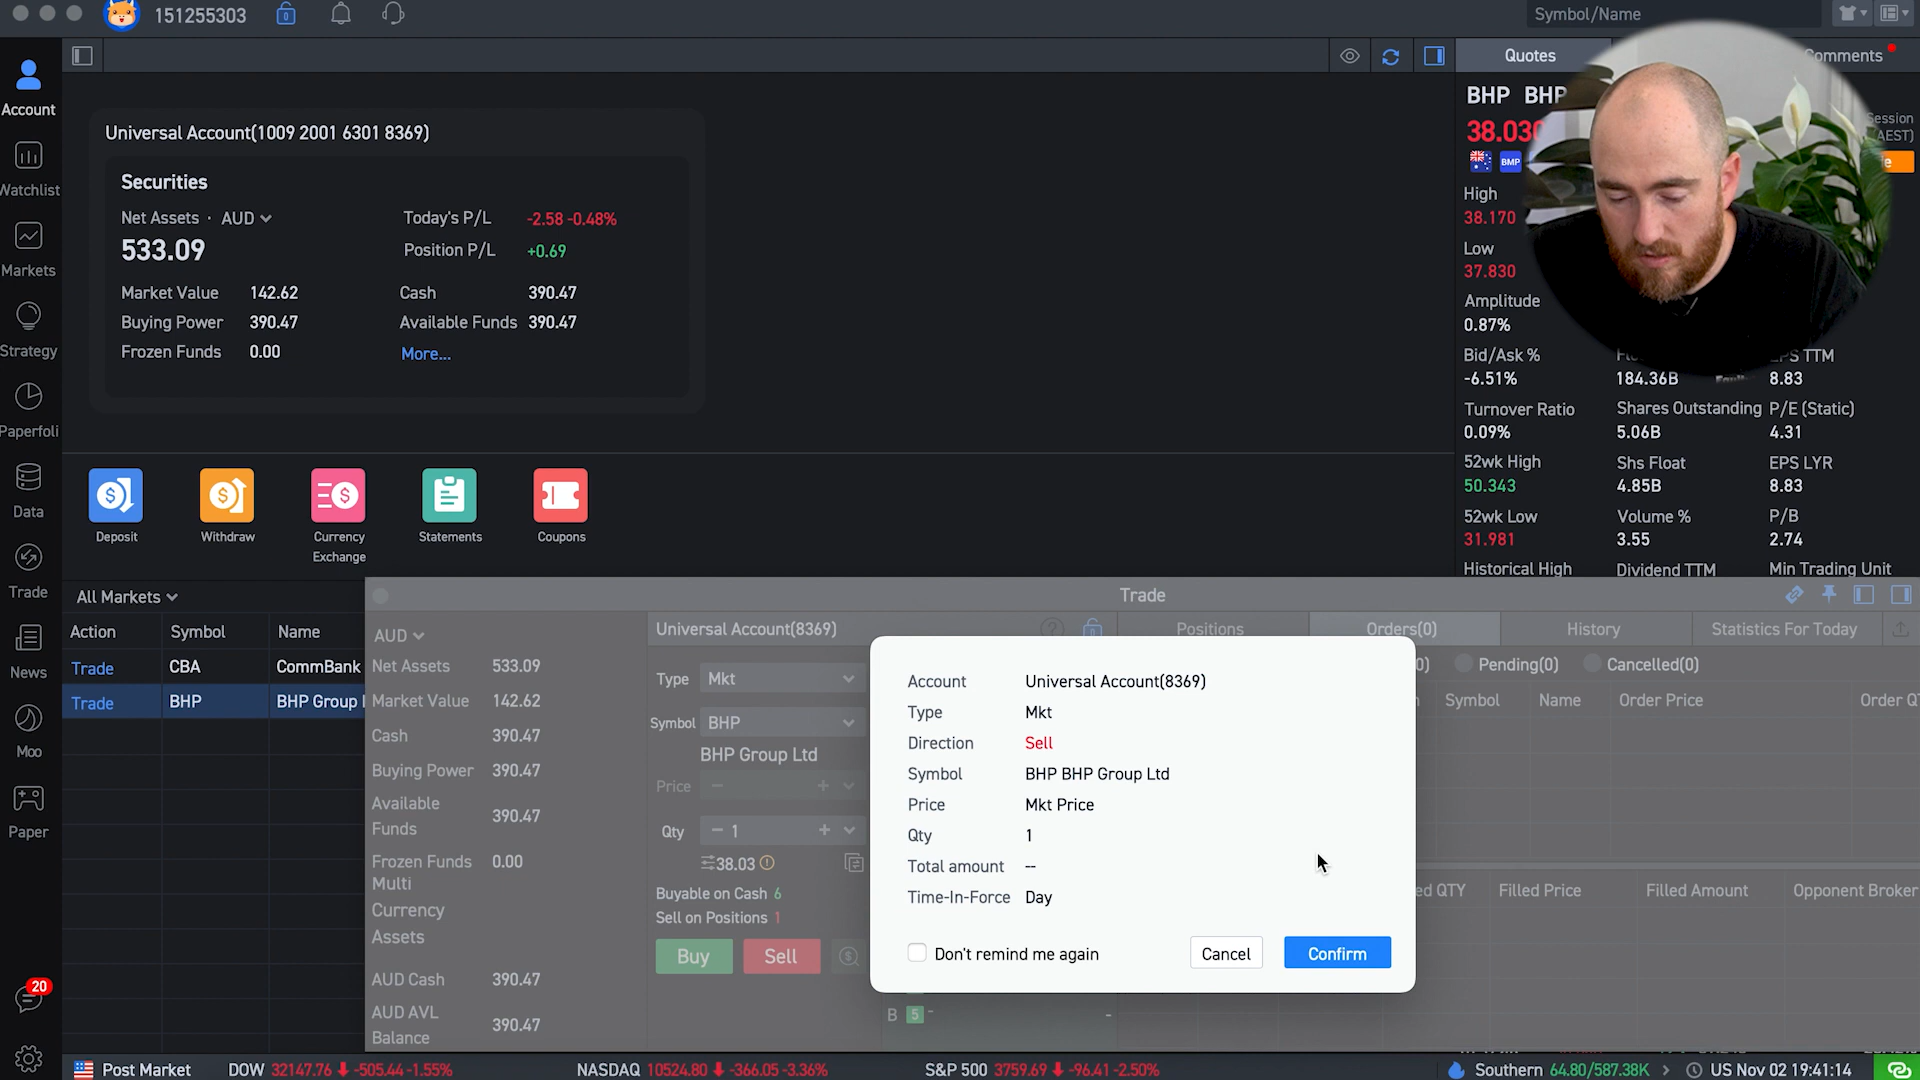 151255303
Symbol/Name
Quotes
omments
Account
Universal Account(1009 2001 6301 8369)
Securities
Net Assets · AUD
533.09
Today's P/L -2.58 -0.48%
Position P/L +0.69
Market Value 142.62
Cash 390.47
Buying Power 390.47
Available Funds 390.47
Frozen Funds 0.00
More...
Watchlist
Markets
Strategy
Paperfoli
Data
Trade
News
Moo
Paper
20
BHP BHP
38.030
Session
AEST)
BMP
High
38.170
Low
37.830
Amplitude
0.87%
Bid/Ask %
-6.51%
184.36B
EPS TTM
8.83
Turnover Ratio
0.09%
Shares Outstanding
5.06B
P/E (Static)
4.31
52wk High
50.343
Shs Float
4.85B
EPS LYR
8.83
52wk Low
31.981
Volume %
3.55
P/B
2.74
Historical High
Dividend TTM
Min Trading Unit
Deposit
Withdraw
Currency
Exchange
Statements
Coupons
All Markets
Action Symbol Name
Trade CBA CommBank
Trade BHP BHP Group
Trade
AUD
Net Assets 533.09
Market Value 142.62
Cash 390.47
Buying Power 390.47
Available
Funds 390.47
Frozen Funds 0.00
Multi
Currency
Assets
AUD Cash 390.47
AUD AVL
Balance 390.47
Universal Account(8369)
Type Mkt
Symbol BHP
BHP Group Ltd
Price
Qty 1
38.03
Buyable on Cash 6
Sell on Positions 1
Buy
Sell
B 5 - -
Positions
Orders(0)
History
Statistics For Today
0)
Pending(0)
Cancelled(0)
Symbol
Name
Order Price
Order Q
ed QTY
Filled Price
Filled Amount
Opponent Broker
Account Universal Account(8369)
Type Mkt
Direction Sell
Symbol BHP BHP Group Ltd
Price Mkt Price
Qty 1
Total amount --
Time-In-Force Day
Don't remind me again
Cancel
Confirm
Post Market
DOW 32147.76 -505.44 -1.55%
NASDAQ 10524.80 -366.05 -3.36%
S&P 500 3759.69 -96.41 -2.50%
Southern 64.80/587.38K
US Nov 02 19:41:14